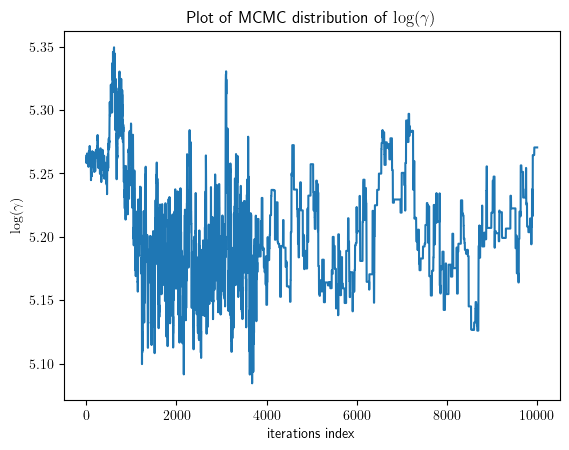 Plot of MCMC distribution of log(γ)
log(γ)
5.35
5.30
5.25
5.20
5.15
5.10
0 2000 4000 6000 8000 10000
iterations index